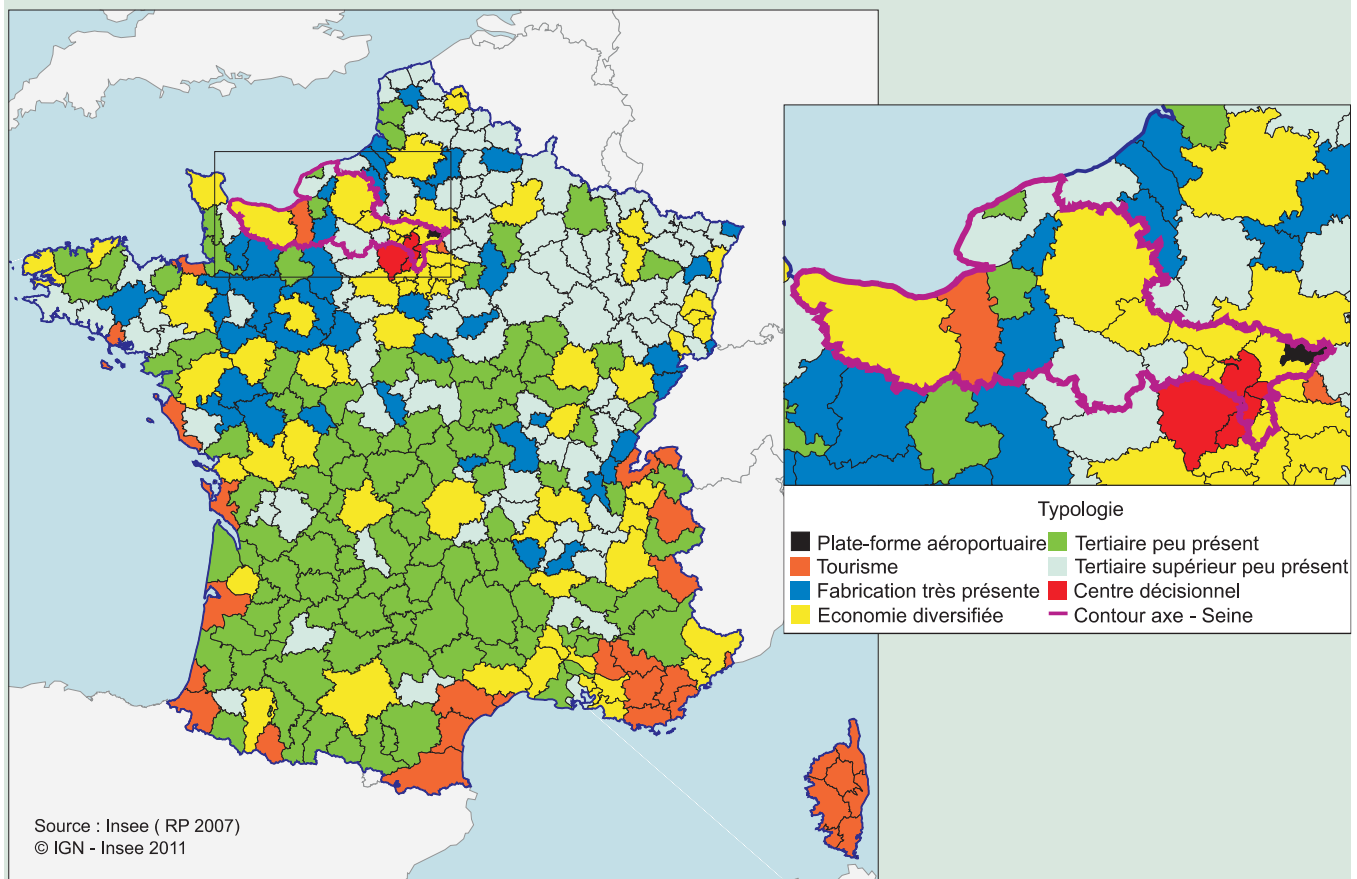 Typologie
Plate-forme aéroportuaire
Tourisme
Fabrication très présente
Economie diversifiée
Tertiaire peu présent
Tertiaire supérieur peu présent
Centre décisionnel
Contour axe - Seine
Source : Insee ( RP 2007)
© IGN - Insee 2011